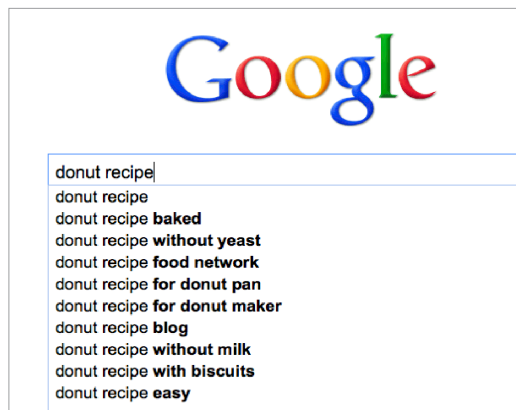 Google
donut recipe
donut recipe
donut recipe baked
donut recipe without yeast
donut recipe food network
donut recipe for donut pan
donut recipe for donut maker
donut recipe blog
donut recipe without milk
donut recipe with biscuits
donut recipe easy